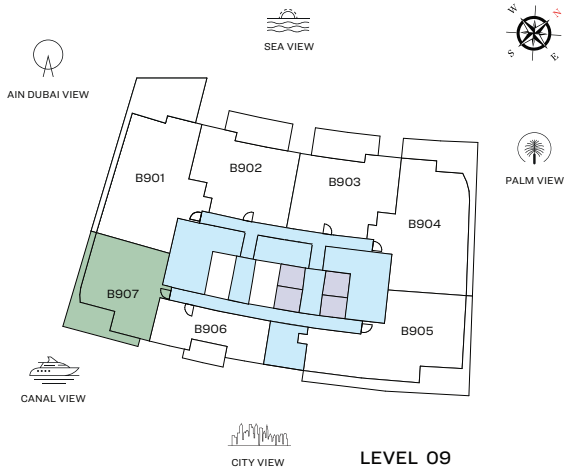 SEA VIEW
W
N
S
E
AIN DUBAI VIEW
B901
B902
B903
B904
PALM VIEW
B907
B906
B905
CANAL VIEW
CITY VIEW
LEVEL 09